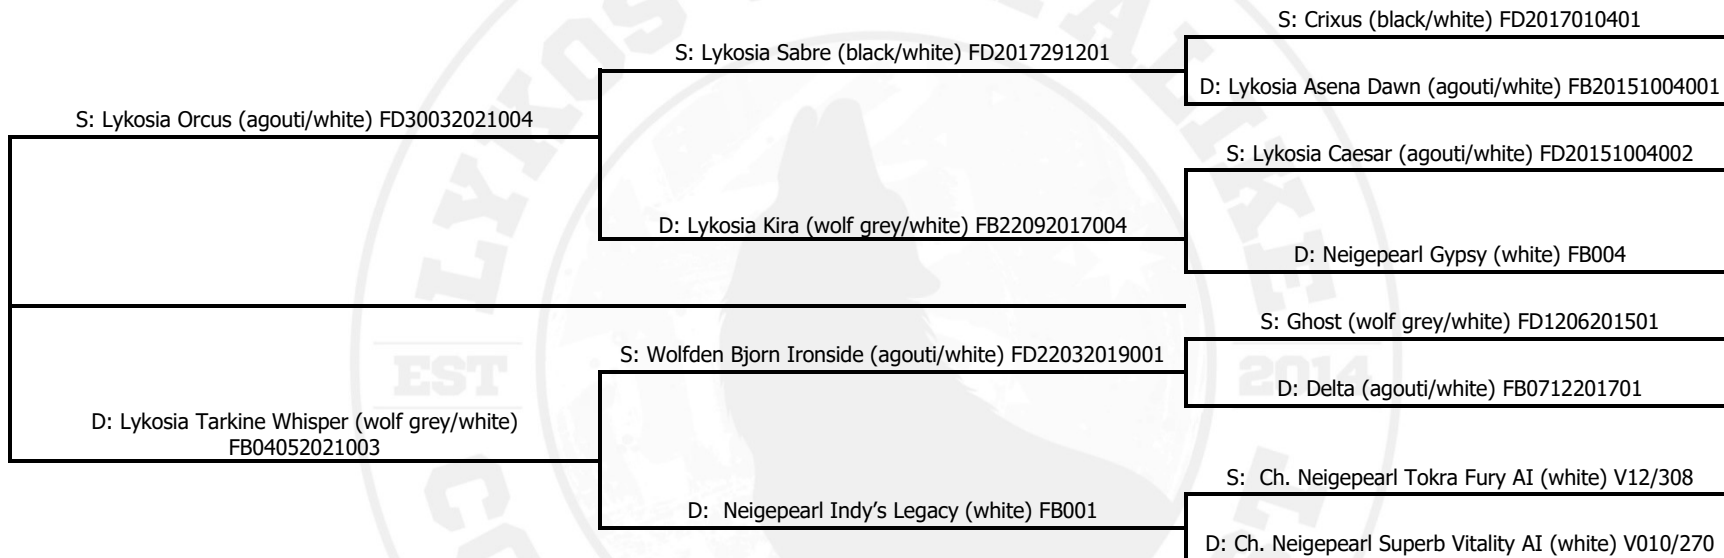 S: Crixus (black/white) FD2017010401
S: Lykosia Sabre (black/white) FD2017291201
D: Lykosia Asena Dawn (agouti/white) FB20151004001
S: Lykosia Orcus (agouti/white) FD30032021004
S: Lykosia Caesar (agouti/white) FD20151004002
D: Lykosia Kira (wolf grey/white) FB22092017004
D: Neigepearl Gypsy (white) FB004
S: Ghost (wolf grey/white) FD1206201501
S: Wolfden Bjorn Ironside (agouti/white) FD22032019001
EST
2014
D: Delta (agouti/white) FB0712201701
D: Lykosia Tarkine Whisper (wolf grey/white)
FB04052021003
S: Ch. Neigepearl Tokra Fury AI (white) V12/308
D: Neigepearl Indy’s Legacy (white) FB001
D: Ch. Neigepearl Superb Vitality AI (white) V010/270